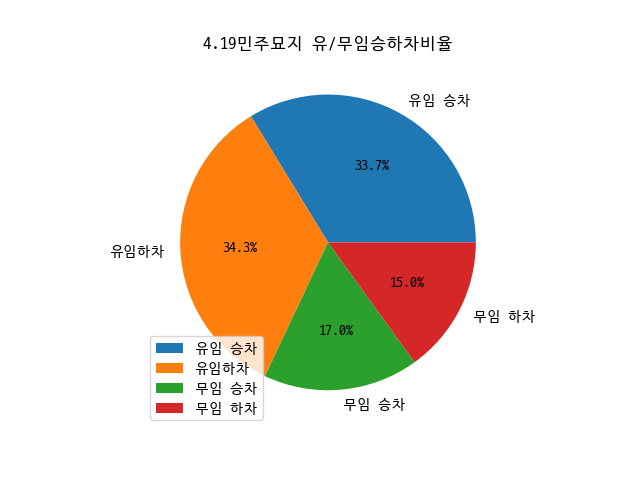 4.19민주묘지 유/무임승하차비율
유임 승차
33.7%
유임하차
34.3%
15.0%
무임 하차
17.0%
무임 승차
유임 승차
유임하차
무임 승차
무임 하차